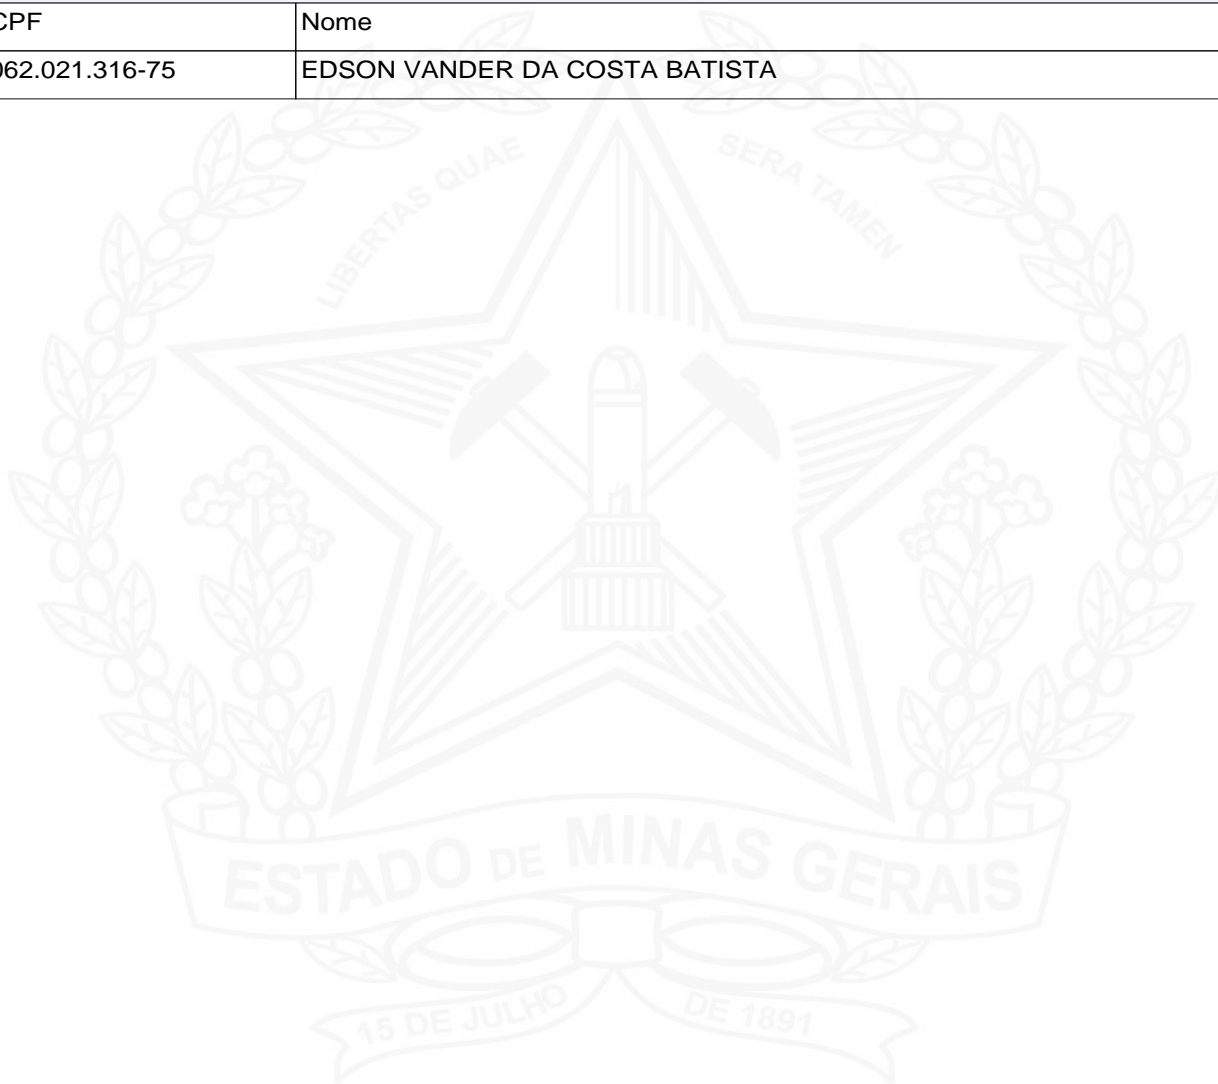 CPF Nome
062.021.316-75 EDSON VANDER DA COSTA BATISTA
LIBERTAS QUAE SERA TAMEN
ESTADO DE MINAS GERAIS
15 DE JULHO DE 1891